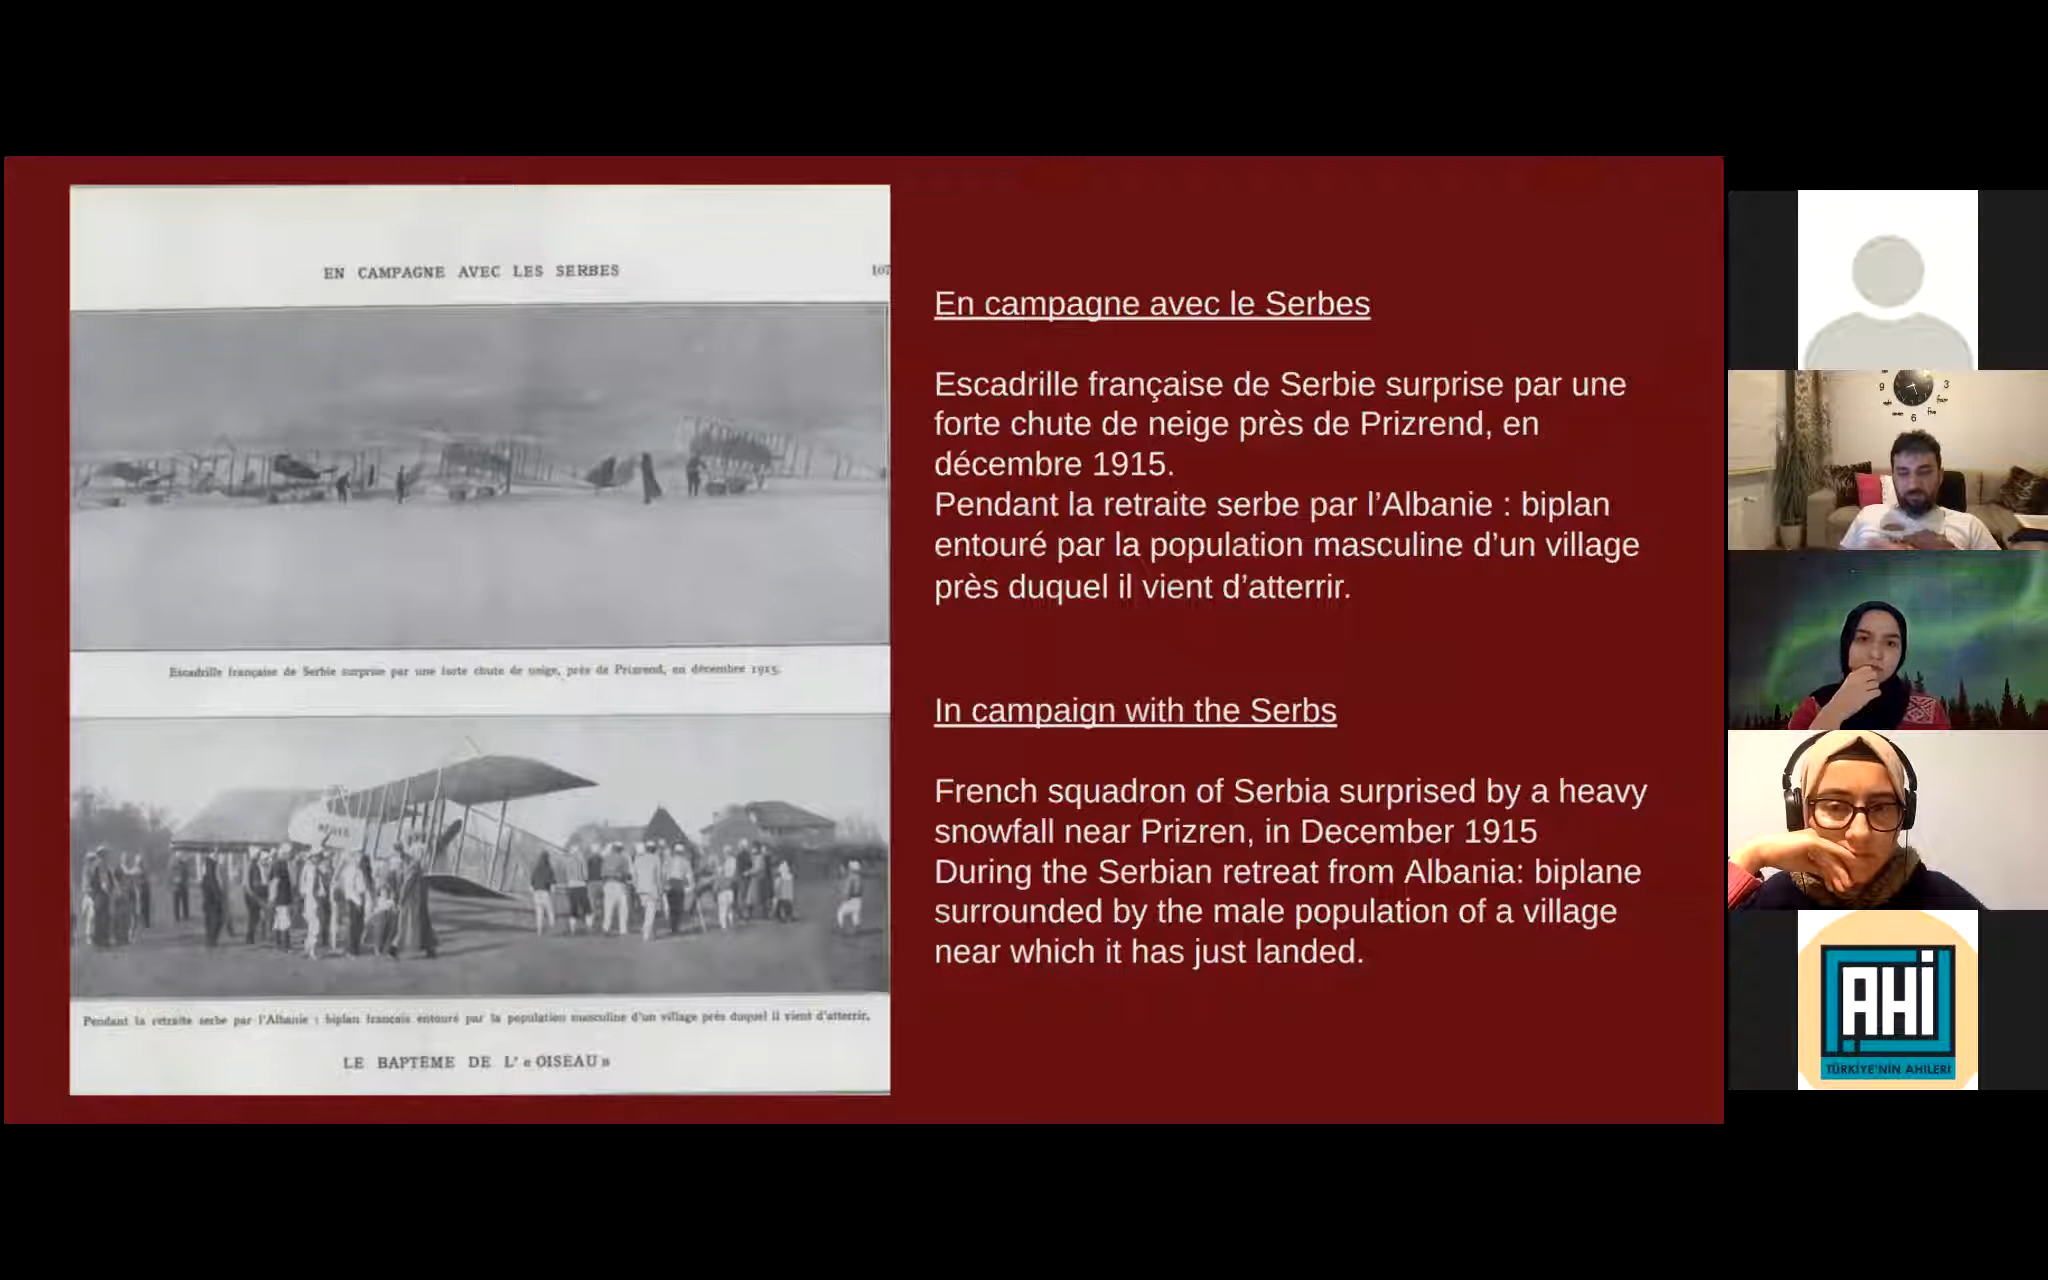 EN CAMPAGNE AVEC LES SERBES
107
Escadrille française de Serbie surprise par une forte chute de neige, près de Prizrend, en décembre 1915.
Pendant la retraite serbe par l'Albanie : biplan français entouré par la population masculine d'un village près duquel il vient d'atterrir.
LE BAPTÊME DE L' « OISEAU »
En campagne avec le Serbes
Escadrille française de Serbie surprise par une
forte chute de neige près de Prizrend, en
décembre 1915.
Pendant la retraite serbe par l’Albanie : biplan
entouré par la population masculine d’un village
près duquel il vient d’atterrir.
In campaign with the Serbs
French squadron of Serbia surprised by a heavy
snowfall near Prizren, in December 1915
During the Serbian retreat from Albania: biplane
surrounded by the male population of a village
near which it has just landed.
9
3
6
AHİ
TÜRKİYE'NİN AHİLERİ